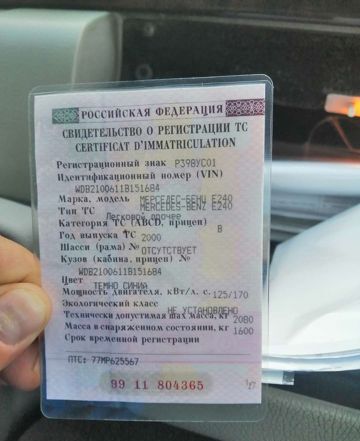 РОССИЙСКАЯ ФЕДЕРАЦИЯ
СВИДЕТЕЛЬСТВО О РЕГИСТРАЦИИ ТС
CERTIFICAT D'IMMATRICULATION
Регистрационный знак Р398УС01
Идентификационный номер (VIN)
WDB2100611B151684
Марка, модель МЕРСЕДЕС-БЕНЦ Е240
MERCEDES-BENZ E240
Тип ТС Легковой прочее
Категория ТС (ABCD, прицеп) B
Год выпуска ТС 2000
Шасси (рама) № ОТСУТСТВУЕТ
Кузов (кабина, прицеп) №
WDB2100611B151684
Цвет ТЕМНО СИНИЙ
Мощность двигателя, кВт/л. с. 125/170
Экологический класс НЕ УСТАНОВЛЕНО
Технически допустимая max масса, кг 2080
Масса в снаряженном состоянии, кг 1600
Срок временной регистрации
ПТС: 77МР625567
99 11 804365